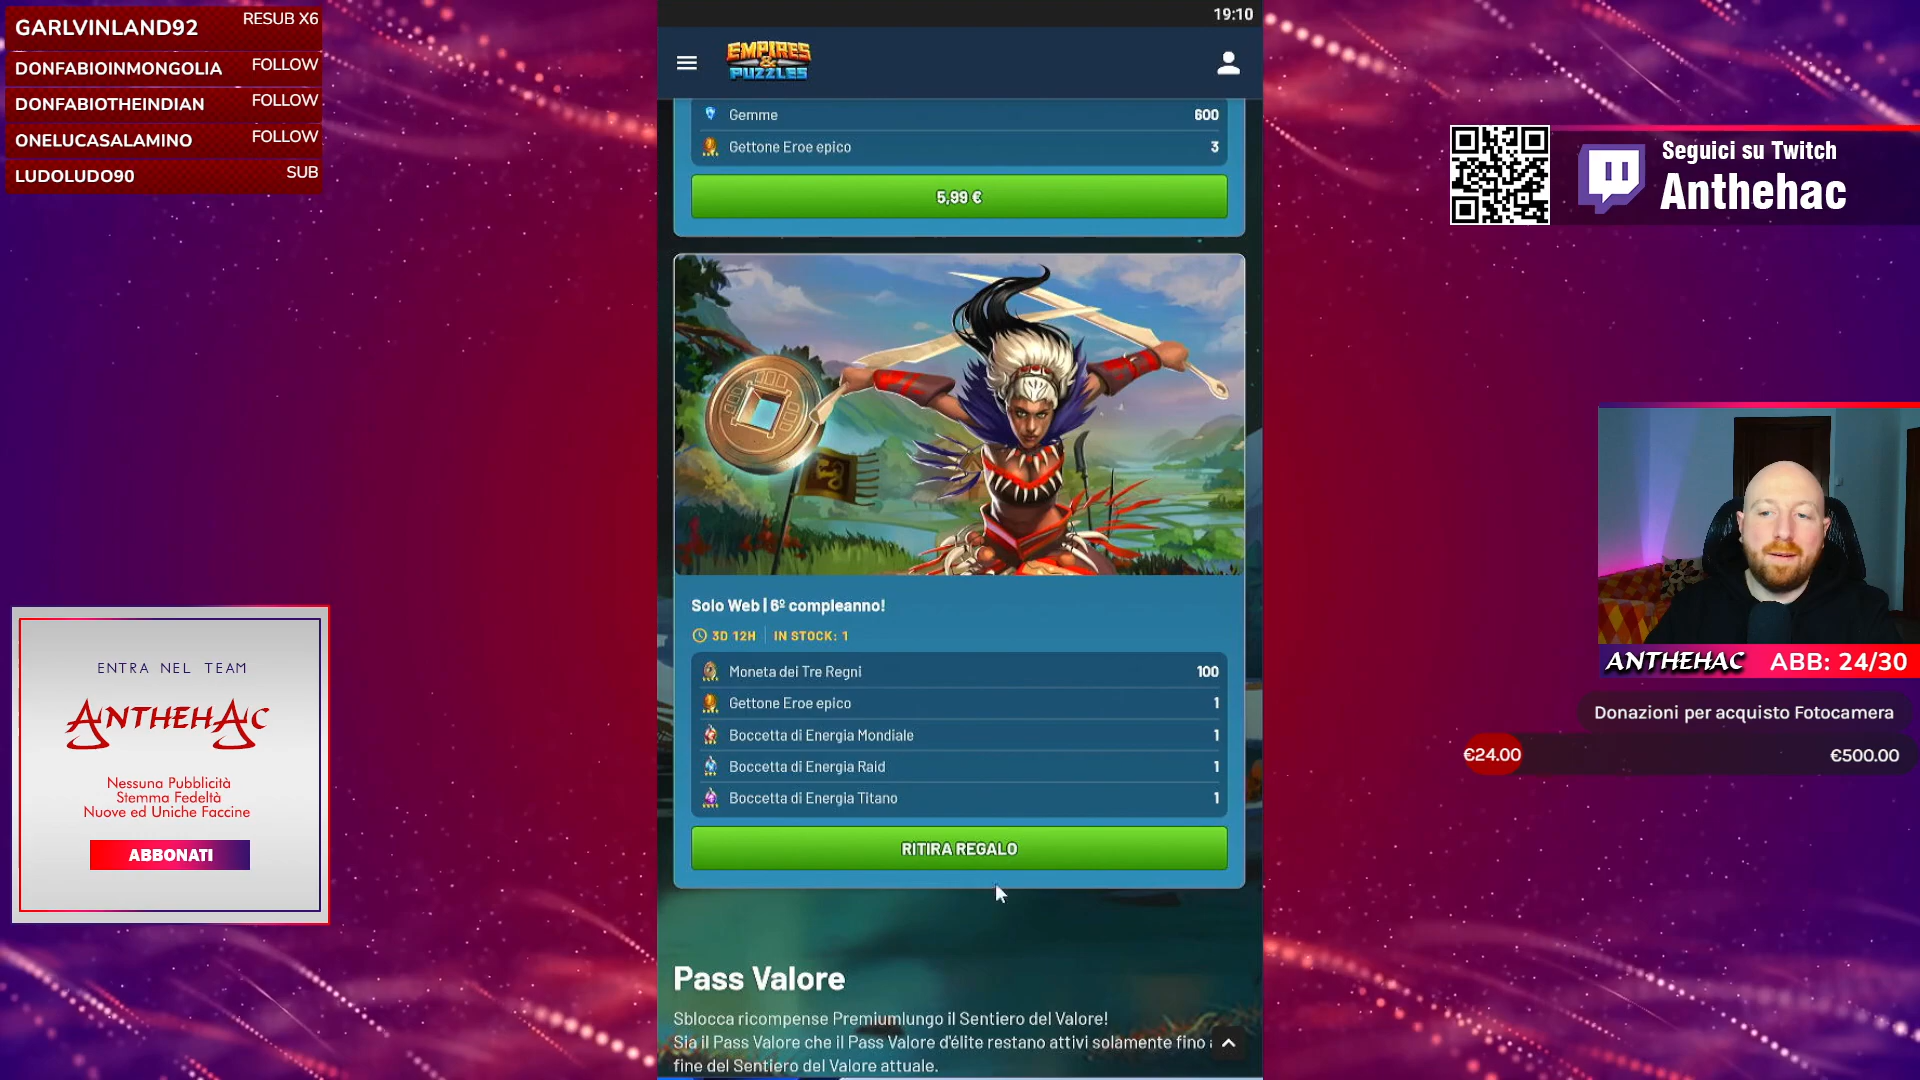 GARLVINLAND92 RESUB X6
DONFABIOINMONGOLIA FOLLOW
DONFABIOTHEINDIAN FOLLOW
ONELUCASALAMINO FOLLOW
LUDOLUDO90 SUB
ENTRA NEL TEAM
ANTHEHAC
Nessuna Pubblicità
Stemma Fedeltà
Nuove ed Uniche Faccine
ABBONATI
19:10
EMPIRES & PUZZLES
Gemme 600
Gettone Eroe epico 3
5,99 €
Solo Web | 6º compleanno!
3D 12H IN STOCK: 1
Moneta dei Tre Regni 100
Gettone Eroe epico 1
Boccetta di Energia Mondiale 1
Boccetta di Energia Raid 1
Boccetta di Energia Titano 1
RITIRA REGALO
Pass Valore
Sblocca ricompense Premiumlungo il Sentiero del Valore!
Sia il Pass Valore che il Pass Valore d'élite restano attivi solamente fino
fine del Sentiero del Valore attuale.
Seguici su Twitch
Anthehac
ANTHEHAC ABB: 24/30
Donazioni per acquisto Fotocamera
€24.00 €500.00